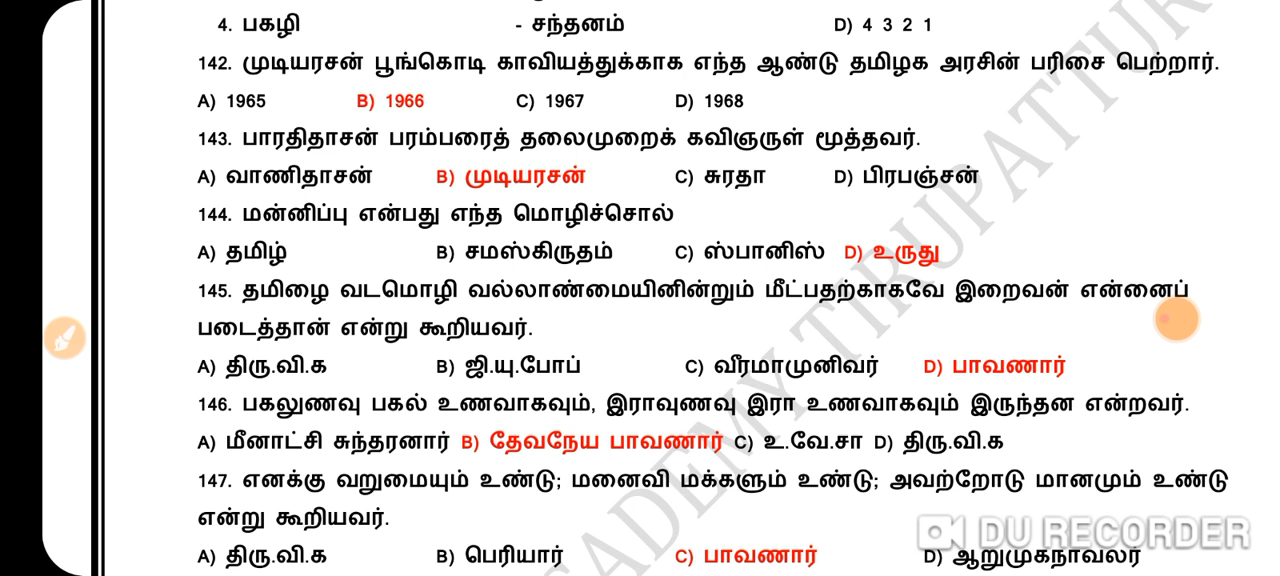 4. பகழி - சந்தனம் D) 4 3 2 1
142. முடியரசன் பூங்கொடி காவியத்துக்காக எந்த ஆண்டு தமிழக அரசின் பரிசை பெற்றார்.
A) 1965 B) 1966 C) 1967 D) 1968
143. பாரதிதாசன் பரம்பரைத் தலைமுறைக் கவிஞருள் மூத்தவர்.
A) வாணிதாசன் B) முடியரசன் C) சுரதா D) பிரபஞ்சன்
144. மன்னிப்பு என்பது எந்த மொழிச்சொல்
A) தமிழ் B) சமஸ்கிருதம் C) ஸ்பானிஸ் D) உருது
145. தமிழை வடமொழி வல்லாண்மையினின்றும் மீட்பதற்காகவே இறைவன் என்னைப்
படைத்தான் என்று கூறியவர்.
A) திரு.வி.க B) ஜி.யு.போப் C) வீரமாமுனிவர் D) பாவணார்
146. பகலுணவு பகல் உணவாகவும், இராவுணவு இரா உணவாகவும் இருந்தன என்றவர்.
A) மீனாட்சி சுந்தரனார் B) தேவநேய பாவணார் C) உ.வே.சா D) திரு.வி.க
147. எனக்கு வறுமையும் உண்டு; மனைவி மக்களும் உண்டு; அவற்றோடு மானமும் உண்டு
என்று கூறியவர்.
A) திரு.வி.க B) பெரியார் C) பாவணார் D) ஆறுமுகநாவலர்
DU RECORDER
ADEMY TIRUPATTUR